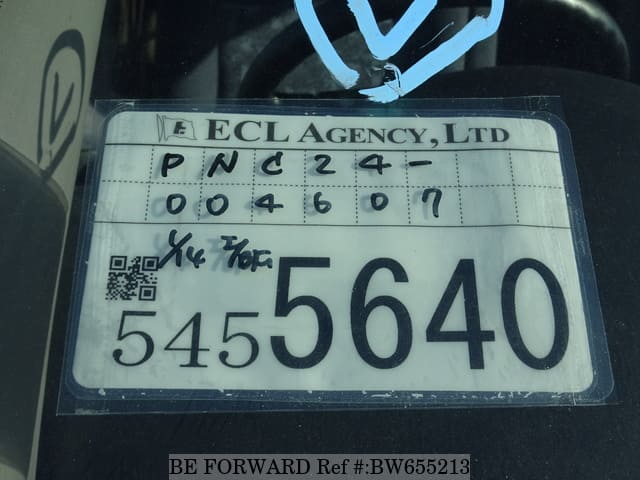 E ECL AGENCY, LTD
PNC24-
004607
545 5640
BE FORWARD Ref #:BW655213